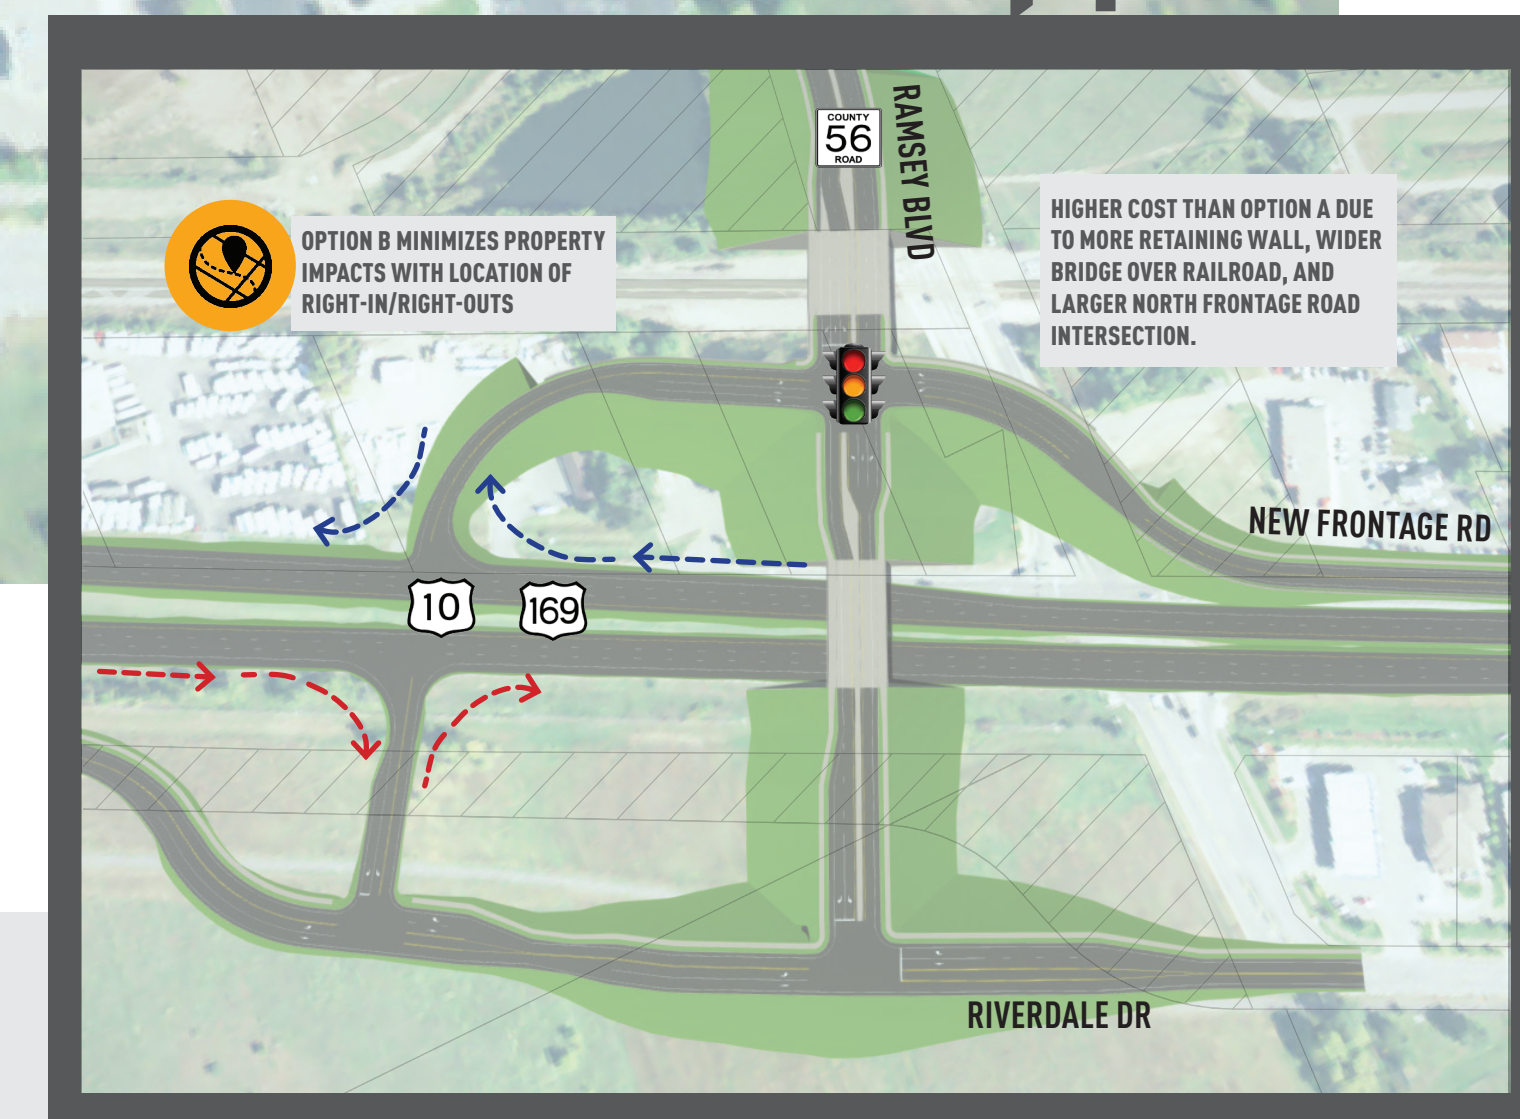 COUNTY
56
ROAD
RAMSEY BLVD
OPTION B MINIMIZES PROPERTY
IMPACTS WITH LOCATION OF
RIGHT-IN/RIGHT-OUTS
HIGHER COST THAN OPTION A DUE
TO MORE RETAINING WALL, WIDER
BRIDGE OVER RAILROAD, AND
LARGER NORTH FRONTAGE ROAD
INTERSECTION.
NEW FRONTAGE RD
10
169
RIVERDALE DR